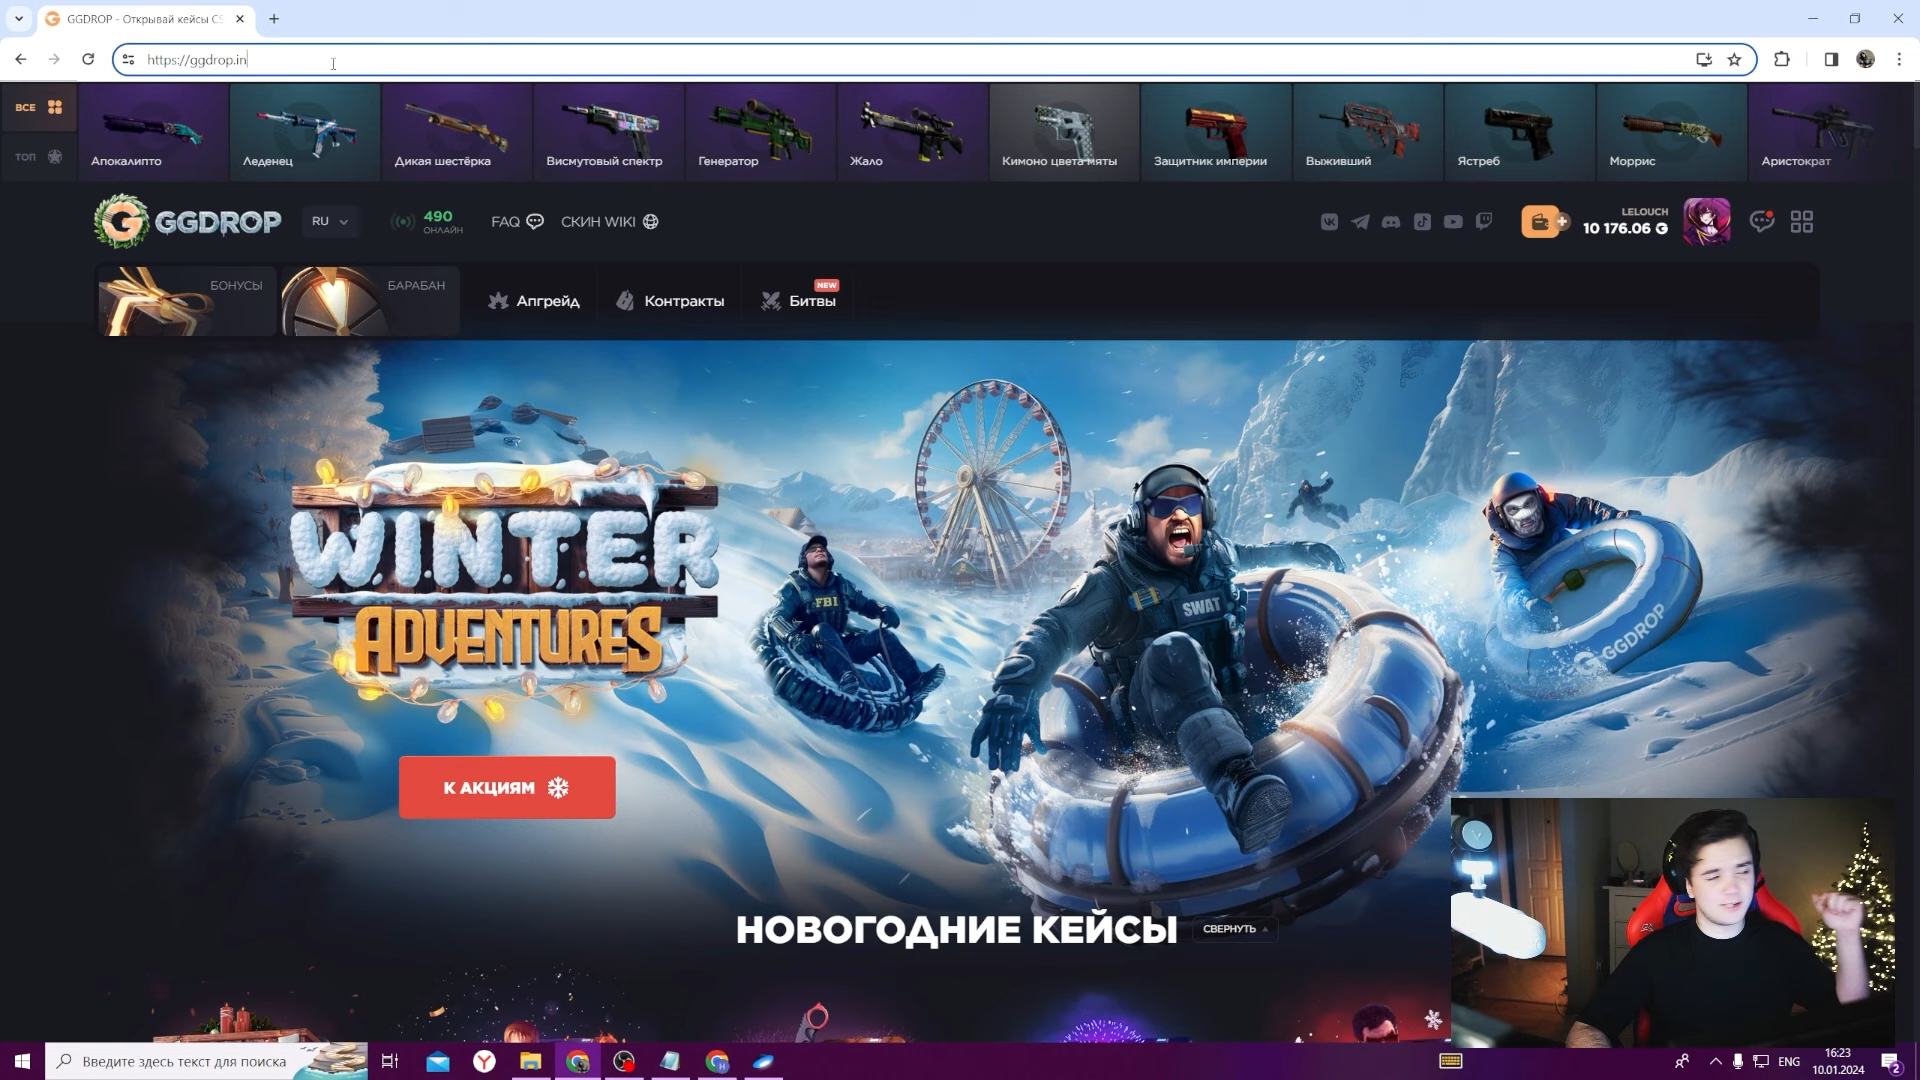 GGDROP - Открывай кейсы CS
https://ggdrop.in
ВСЕ
ТОП
Апокалипто
Леденец
Дикая шестёрка
Висмутовый спектр
Генератор
Жало
Кимоно цвета мяты
Защитник империи
Выживший
Ястреб
Моррис
Аристократ
GGDROP
RU
490
ОНЛАЙН
FAQ
СКИН WIKI
LELOUCH
10 176.06 G
БОНУСЫ
БАРАБАН
Апгрейд
Контракты
Битвы
NEW
WINTER
ADVENTURES
FBI
SWAT
GGDROP
К АКЦИЯМ
НОВОГОДНИЕ КЕЙСЫ
СВЕРНУТЬ
Введите здесь текст для поиска
ENG
16:23
10.01.2024
2